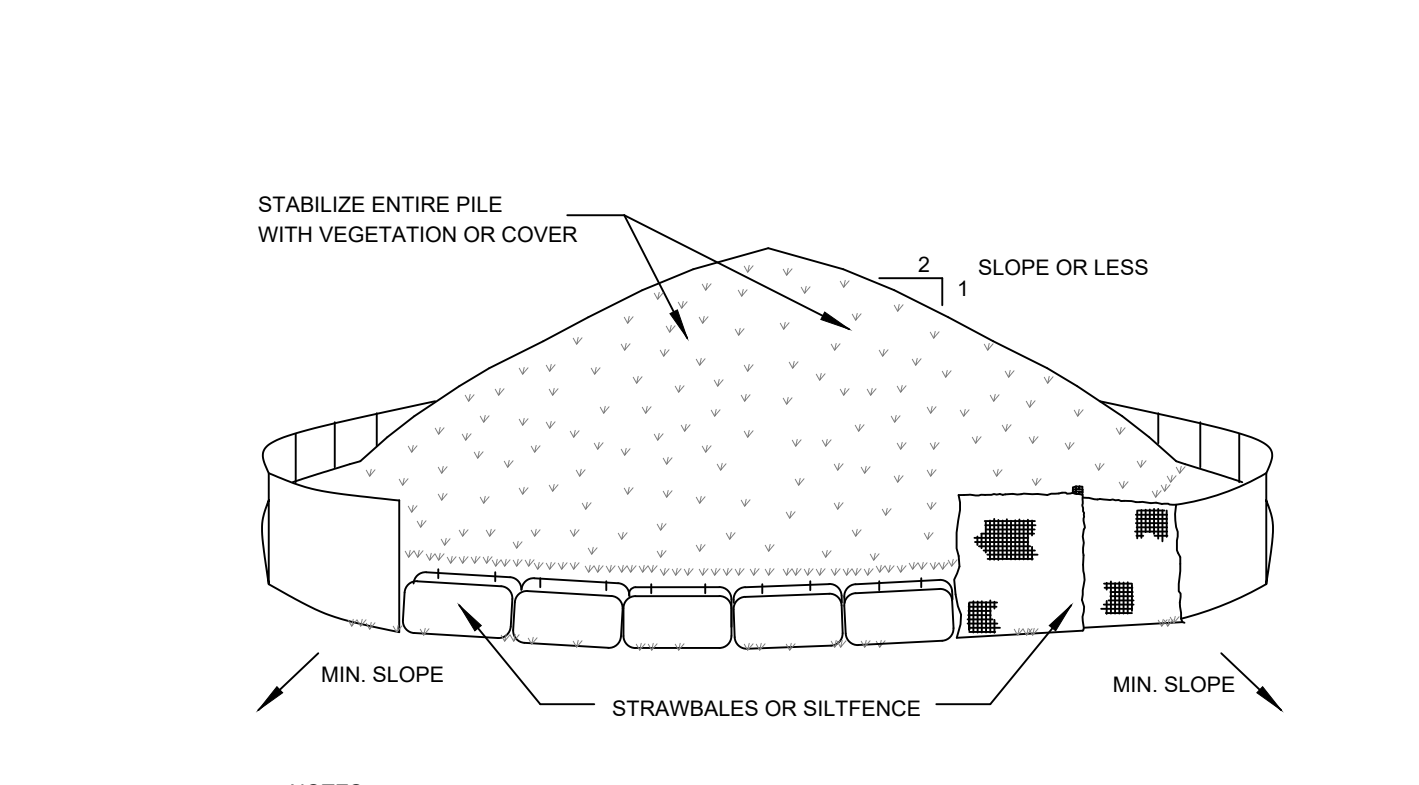 STABILIZE ENTIRE PILE
WITH VEGETATION OR COVER
2
1
SLOPE OR LESS
MIN. SLOPE
MIN. SLOPE
STRAWBALES OR SILTFENCE